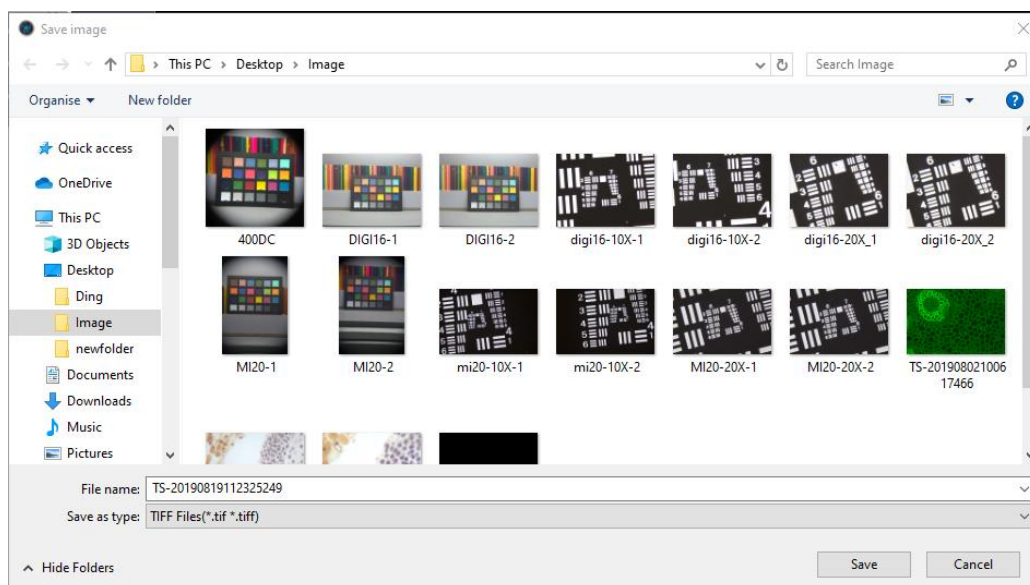 Save image
This PC > Desktop > Image
Search Image
Organise
New folder
Quick access
OneDrive
This PC
3D Objects
Desktop
Ding
Image
newfolder
Documents
Downloads
Music
Pictures
400DC
DIGI16-1
DIGI16-2
digi16-10X-1
digi16-10X-2
digi16-20X_1
digi16-20X_2
MI20-1
MI20-2
mi20-10X-1
mi20-10X-2
MI20-20X-1
MI20-20X-2
TS-201908021006
17466
File name: TS-20190819112325249
Save as type: TIFF Files(*.tif *.tiff)
Hide Folders
Save
Cancel